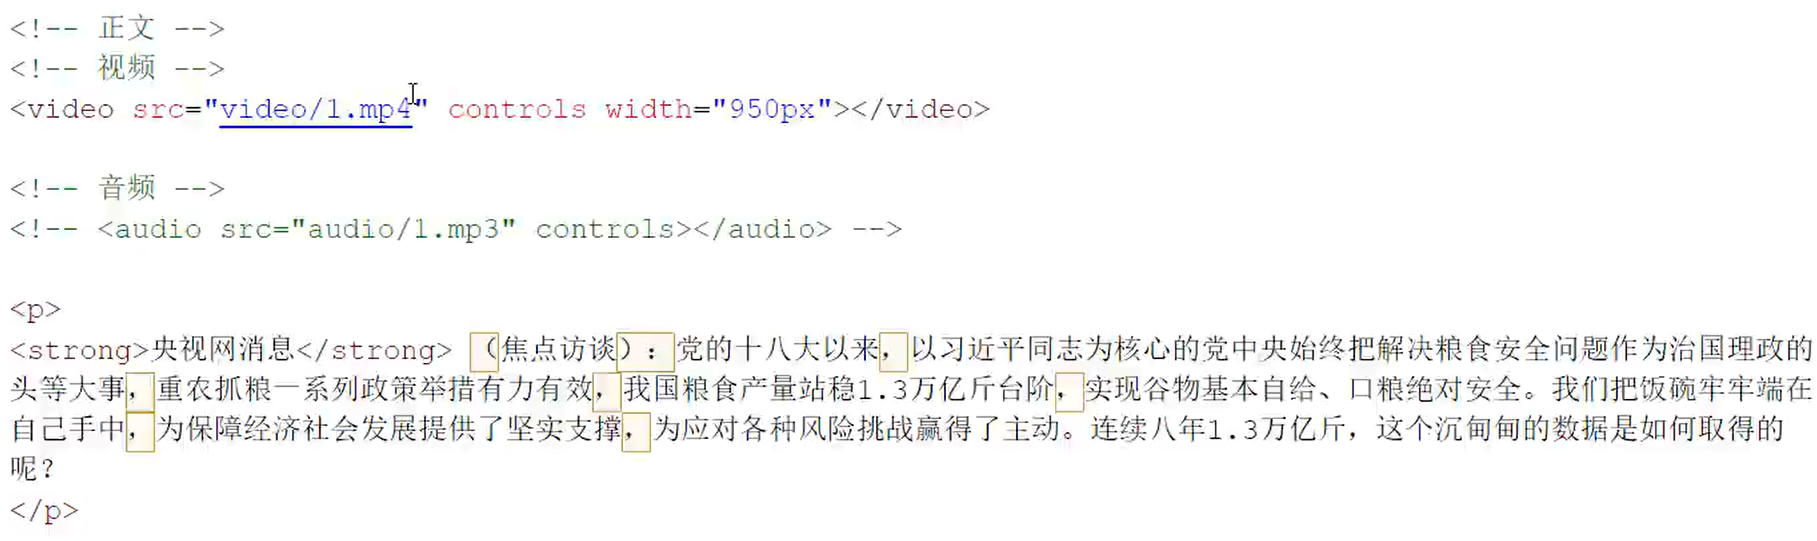 <!-- 正文 -->
<!-- 视频 -->
<video src="video/1.mp4" controls width="950px"></video>
<!-- 音频 -->
<!-- <audio src="audio/1.mp3" controls></audio> -->
<p>
<strong>央视网消息</strong> （焦点访谈）：党的十八大以来，以习近平同志为核心的党中央始终把解决粮食安全问题作为治国理政的
头等大事，重农抓粮一系列政策举措有力有效，我国粮食产量站稳1.3万亿斤台阶，实现谷物基本自给、口粮绝对安全。我们把饭碗牢牢端在
自己手中，为保障经济社会发展提供了坚实支撑，为应对各种风险挑战赢得了主动。连续八年1.3万亿斤，这个沉甸甸的数据是如何取得的
呢？
</p>